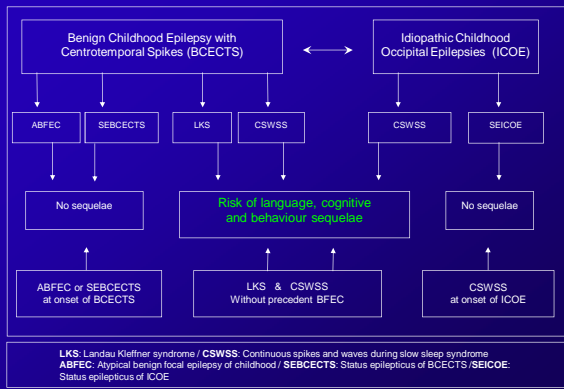 Benign Childhood Epilepsy with
Centrotemporal Spikes (BCECTS)
Idiopathic Childhood
Occipital Epilepsies (ICOE)
ABFEC
SEBCECTS
LKS
CSWSS
CSWSS
SEICOE
No sequelae
Risk of language, cognitive
and behaviour sequelae
No sequelae
ABFEC or SEBCECTS
at onset of BCECTS
LKS & CSWSS
Without precedent BFEC
CSWSS
at onset of ICOE
LKS: Landau Kleffner syndrome / CSWSS: Continuous spikes and waves during slow sleep syndrome
ABFEC: Atypical benign focal epilepsy of childhood / SEBCECTS: Status epilepticus of BCECTS /SEICOE:
Status epilepticus of ICOE